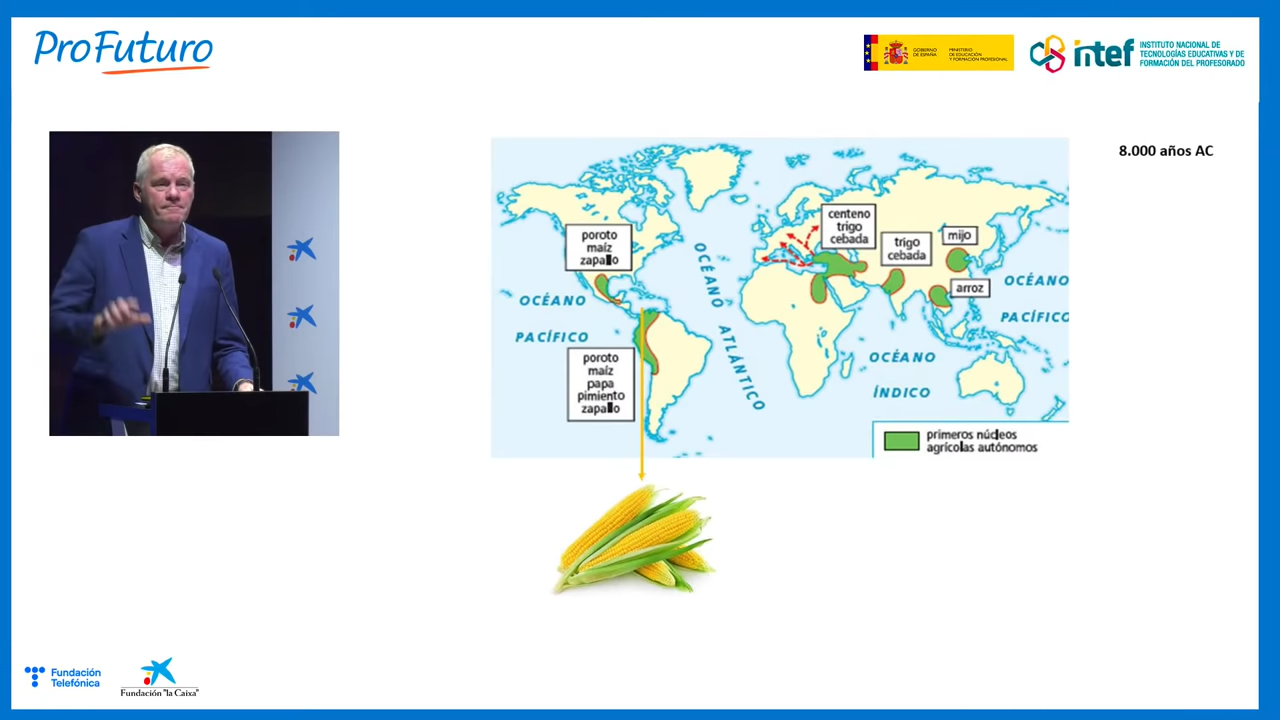 ProFuturo
GOBIERNO
DE ESPAÑA
MINISTERIO
DE EDUCACIÓN
Y FORMACIÓN PROFESIONAL
intef
INSTITUTO NACIONAL DE
TECNOLOGÍAS EDUCATIVAS Y DE
FORMACIÓN DEL PROFESORADO
8.000 años AC
poroto
maíz
zapallo
centeno
trigo
cebada
trigo
cebada
mijo
arroz
OCÉANO
PACÍFICO
OCÉANO ATLÁNTICO
OCÉANO
PACÍFICO
OCÉANO
ÍNDICO
poroto
maíz
papa
pimiento
zapallo
primeros núcleos
agrícolas autónomos
Fundación
Telefónica
Fundación "la Caixa"